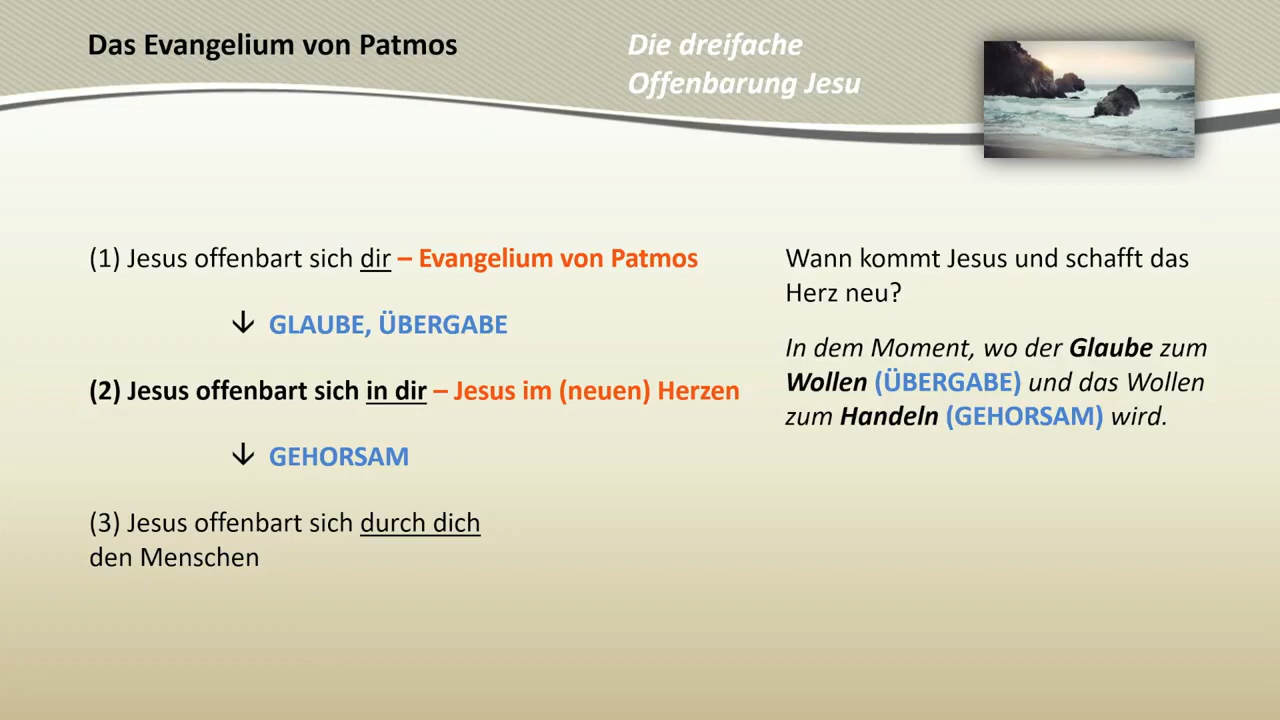 Das Evangelium von Patmos
Die dreifache
Offenbarung Jesu
(1) Jesus offenbart sich dir – Evangelium von Patmos
↓ GLAUBE, ÜBERGABE
(2) Jesus offenbart sich in dir – Jesus im (neuen) Herzen
↓ GEHORSAM
(3) Jesus offenbart sich durch dich
den Menschen
Wann kommt Jesus und schafft das
Herz neu?
In dem Moment, wo der Glaube zum
Wollen (ÜBERGABE) und das Wollen
zum Handeln (GEHORSAM) wird.